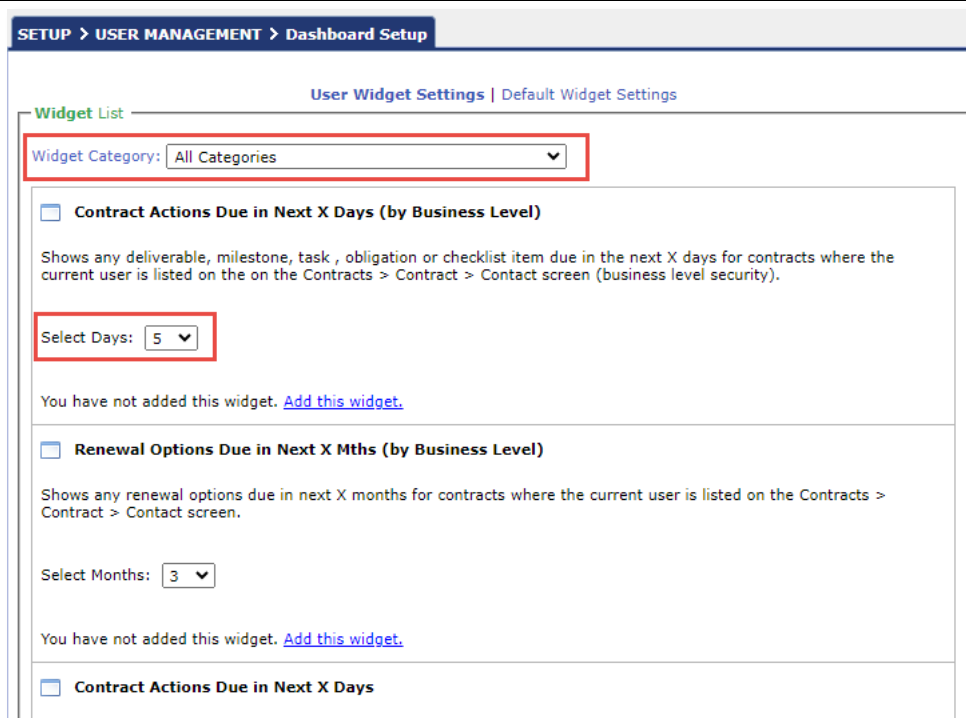 SETUP > USER MANAGEMENT > Dashboard Setup
User Widget Settings | Default Widget Settings
Widget List
Widget Category: All Categories
Contract Actions Due in Next X Days (by Business Level)
Shows any deliverable, milestone, task , obligation or checklist item due in the next X days for contracts where the
current user is listed on the on the Contracts > Contract > Contact screen (business level security).
Select Days: 5
You have not added this widget. Add this widget.
Renewal Options Due in Next X Mths (by Business Level)
Shows any renewal options due in next X months for contracts where the current user is listed on the Contracts >
Contract > Contact screen.
Select Months: 3
You have not added this widget. Add this widget.
Contract Actions Due in Next X Days